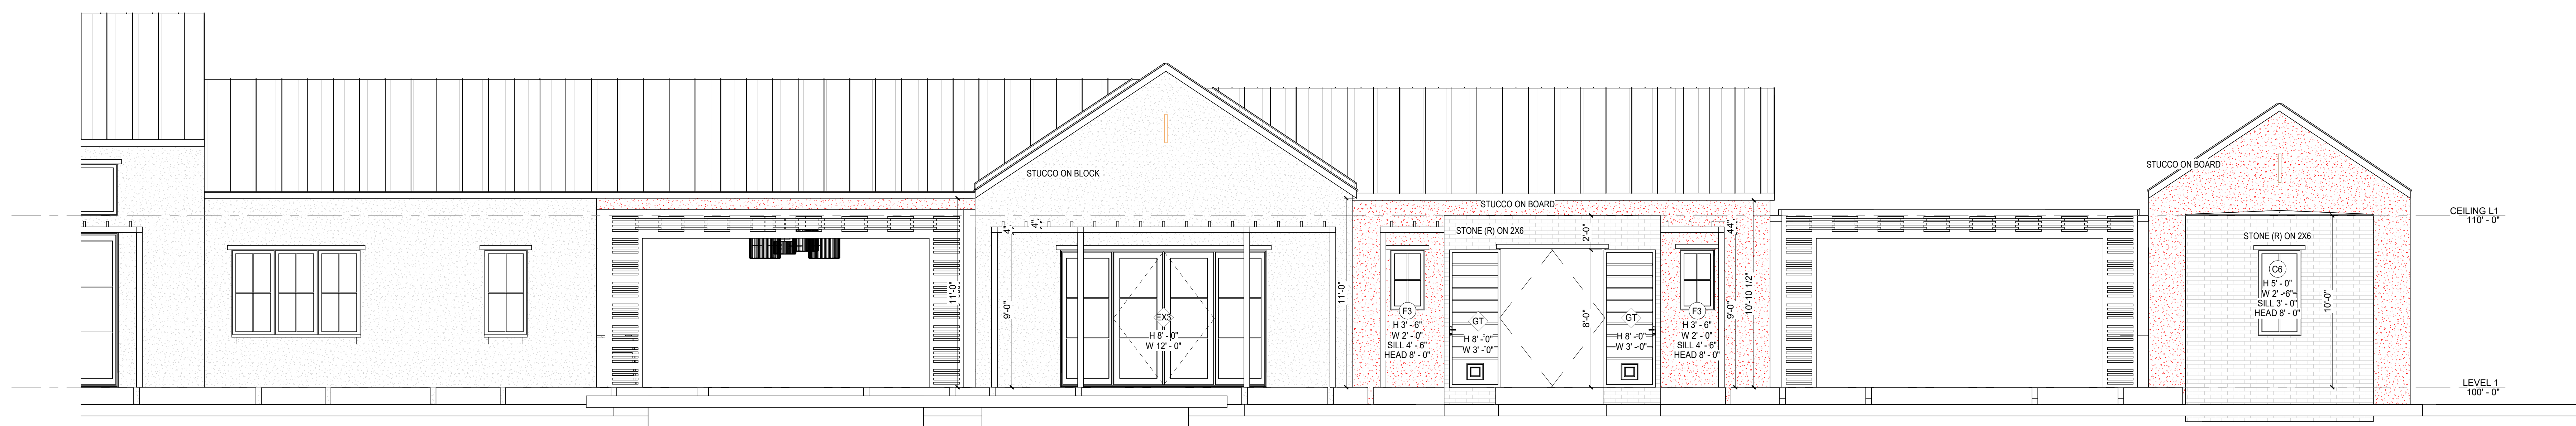 STUCCO ON BLOCK
STUCCO ON BOARD
STUCCO ON BOARD
CEILING L1
110' - 0"
STONE (R) ON 2X6
STONE (R) ON 2X6
4"
4"
2'-0"
44"
11'-0"
9'-0"
11'-0"
EX3
H 8' - 0"
W 12' - 0"
F3
H 3' - 6"
W 2' - 0"
SILL 4' - 6"
HEAD 8' - 0"
GT
H 8' - 0"
W 3' - 0"
8'-0"
GT
H 8' - 0"
W 3' - 0"
F3
H 3' - 6"
W 2' - 0"
SILL 4' - 6"
HEAD 8' - 0"
9'-0"
10'-10 1/2"
C6
H 5' - 0"
W 2' - 6"
SILL 3' - 0"
HEAD 8' - 0"
10'-0"
LEVEL 1
100' - 0"